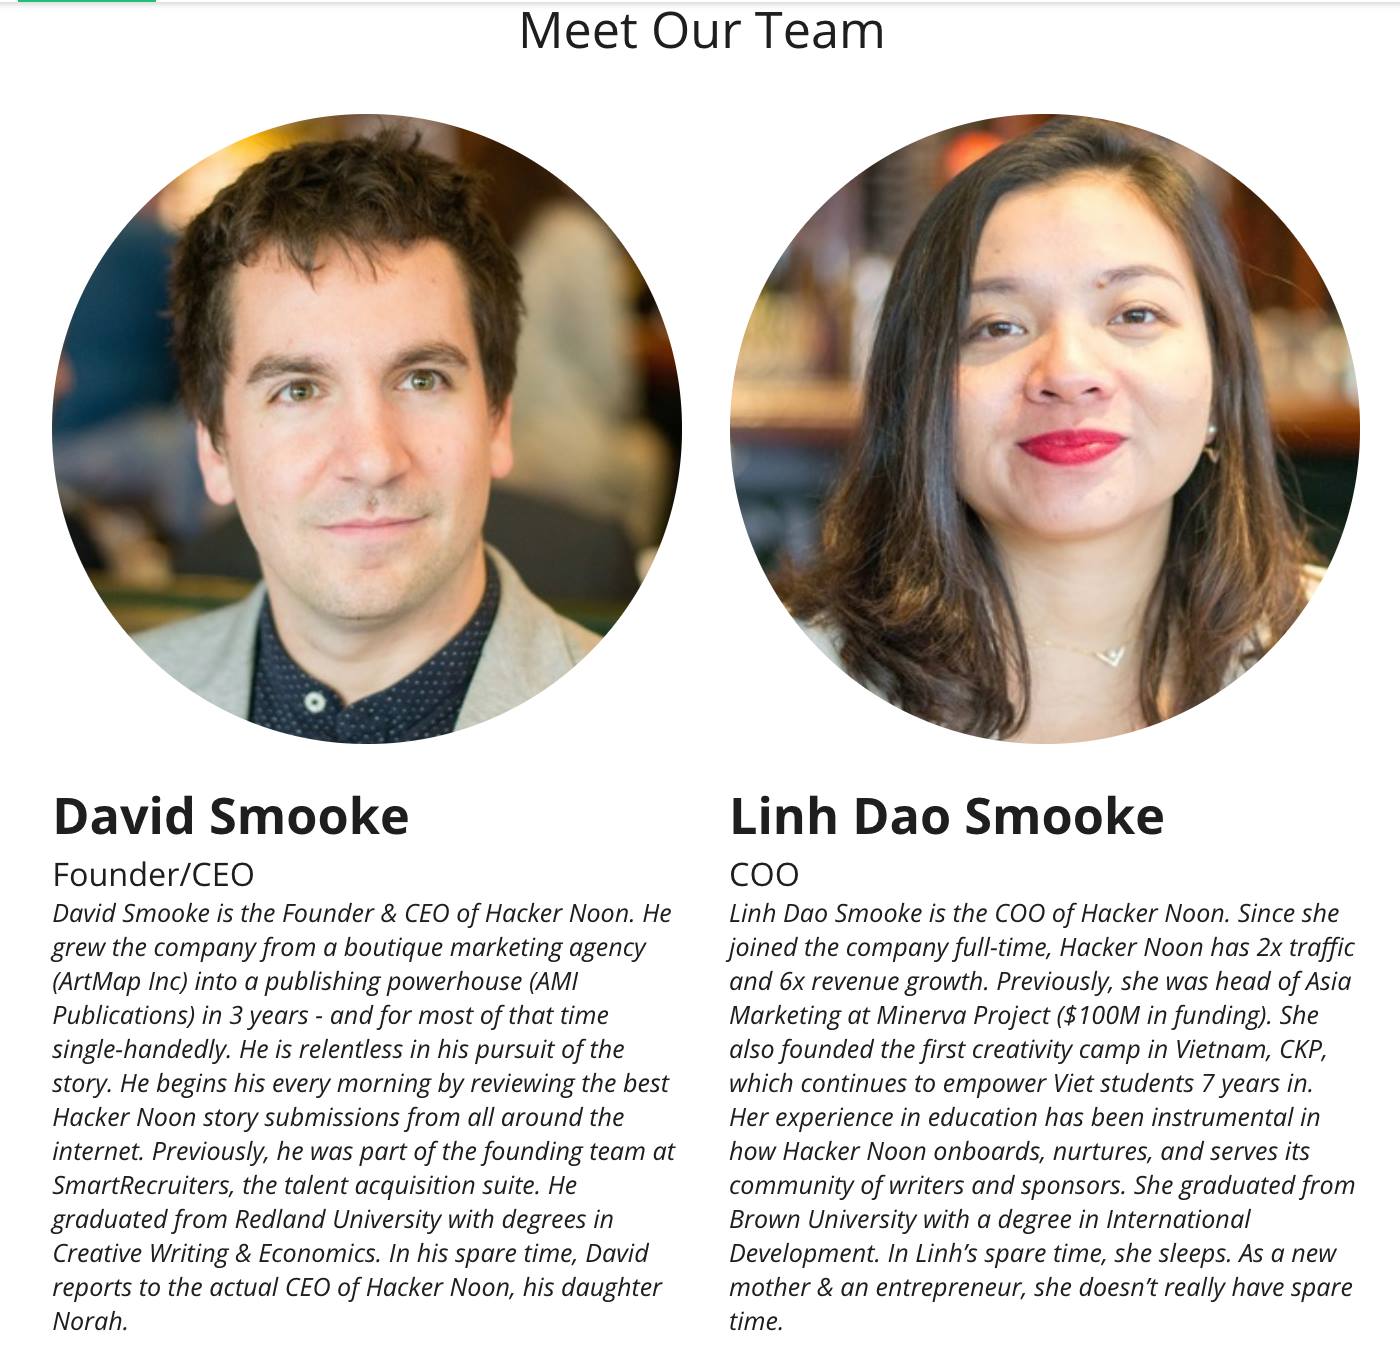 Meet Our Team
David Smooke
Founder/CEO
David Smooke is the Founder & CEO of Hacker Noon. He
grew the company from a boutique marketing agency
(ArtMap Inc) into a publishing powerhouse (AMI
Publications) in 3 years - and for most of that time
single-handedly. He is relentless in his pursuit of the
story. He begins his every morning by reviewing the best
Hacker Noon story submissions from all around the
internet. Previously, he was part of the founding team at
SmartRecruiters, the talent acquisition suite. He
graduated from Redland University with degrees in
Creative Writing & Economics. In his spare time, David
reports to the actual CEO of Hacker Noon, his daughter
Norah.
Linh Dao Smooke
COO
Linh Dao Smooke is the COO of Hacker Noon. Since she
joined the company full-time, Hacker Noon has 2x traffic
and 6x revenue growth. Previously, she was head of Asia
Marketing at Minerva Project ($100M in funding). She
also founded the first creativity camp in Vietnam, CKP,
which continues to empower Viet students 7 years in.
Her experience in education has been instrumental in
how Hacker Noon onboards, nurtures, and serves its
community of writers and sponsors. She graduated from
Brown University with a degree in International
Development. In Linh’s spare time, she sleeps. As a new
mother & an entrepreneur, she doesn’t really have spare
time.